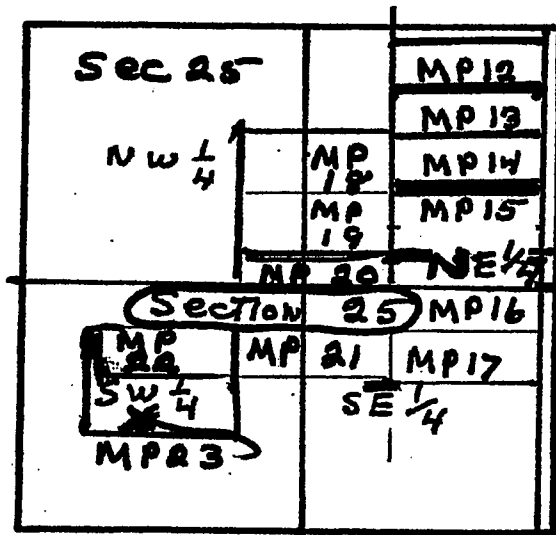 Sec 25
MP12
MP13
NW 1/4
MP 18
MP14
MP 19
MP15
MP 20
NE 1/4
Section 25
MP16
MP 22
MP 21
MP17
SW 1/4
SE 1/4
MP23